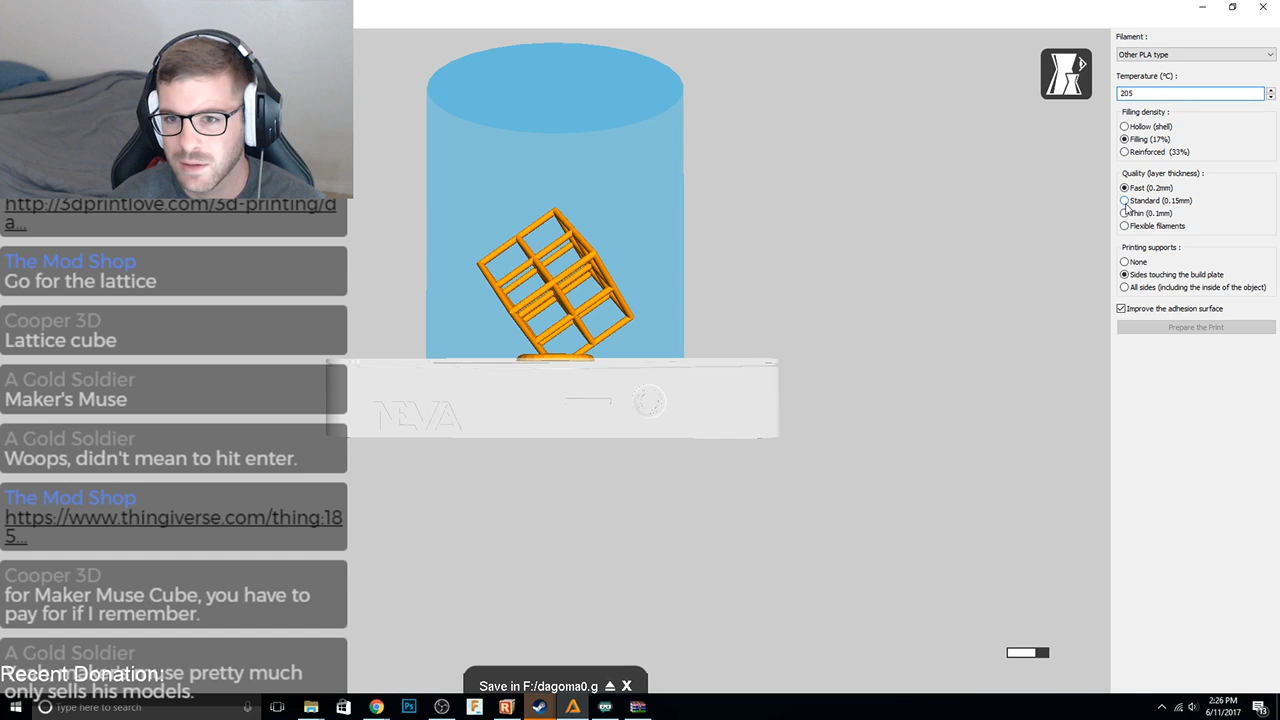 http://3dprintlove.com/3d-printing/d
a...
The Mod Shop
Go for the lattice
Cooper 3D
Lattice cube
A Gold Soldier
Maker's Muse
A Gold Soldier
Woops, didn't mean to hit enter.
The Mod Shop
https://www.thingiverse.com/thing:18
5...
Cooper 3D
for Maker Muse Cube, you have to
pay for if I remember.
A Gold Soldier
Recent Donation:
muse pretty much
only sells his models.
NEVA
Save in F:/dagoma0.g
Filament :
Other PLA type
Temperature (°C) :
205
Filling density :
Hollow (shell)
Filling (17%)
Reinforced (33%)
Quality (layer thickness) :
Fast (0.2mm)
Standard (0.15mm)
Thin (0.1mm)
Flexible filaments
Printing supports :
None
Sides touching the build plate
All sides (including the inside of the object)
Improve the adhesion surface
Prepare the Print
Type here to search
2:26 PM
6/11/2017